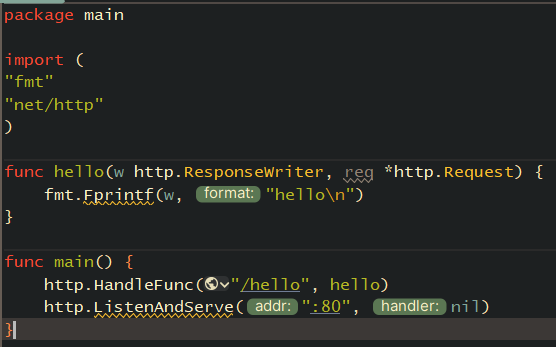 package main
import (
"fmt"
"net/http"
)
func hello(w http.ResponseWriter, req *http.Request) {
fmt.Fprintf(w, format: "hello\n")
}
func main() {
http.HandleFunc("/hello", hello)
http.ListenAndServe( addr: ":80", handler: nil)
}